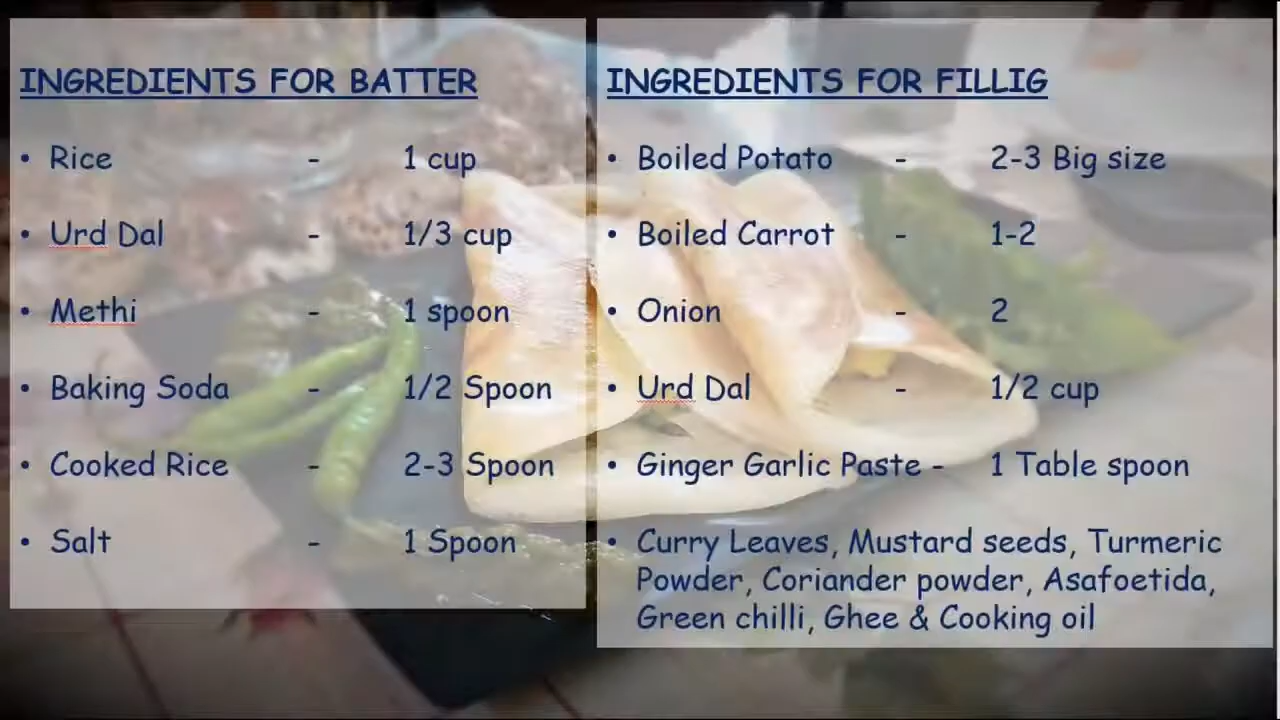 INGREDIENTS FOR BATTER
• Rice - 1 cup
• Urd Dal - 1/3 cup
• Methi - 1 spoon
• Baking Soda - 1/2 Spoon
• Cooked Rice - 2-3 Spoon
• Salt - 1 Spoon
INGREDIENTS FOR FILLIG
• Boiled Potato - 2-3 Big size
• Boiled Carrot - 1-2
• Onion - 2
• Urd Dal - 1/2 cup
• Ginger Garlic Paste - 1 Table spoon
• Curry Leaves, Mustard seeds, Turmeric
Powder, Coriander powder, Asafoetida,
Green chilli, Ghee & Cooking oil